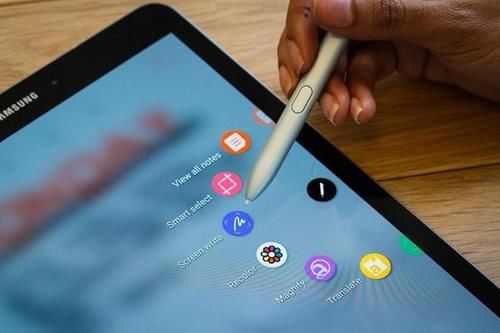 SAMSUNG
View all notes
Smart select
Screen write
Recolor
Magnify
Translate